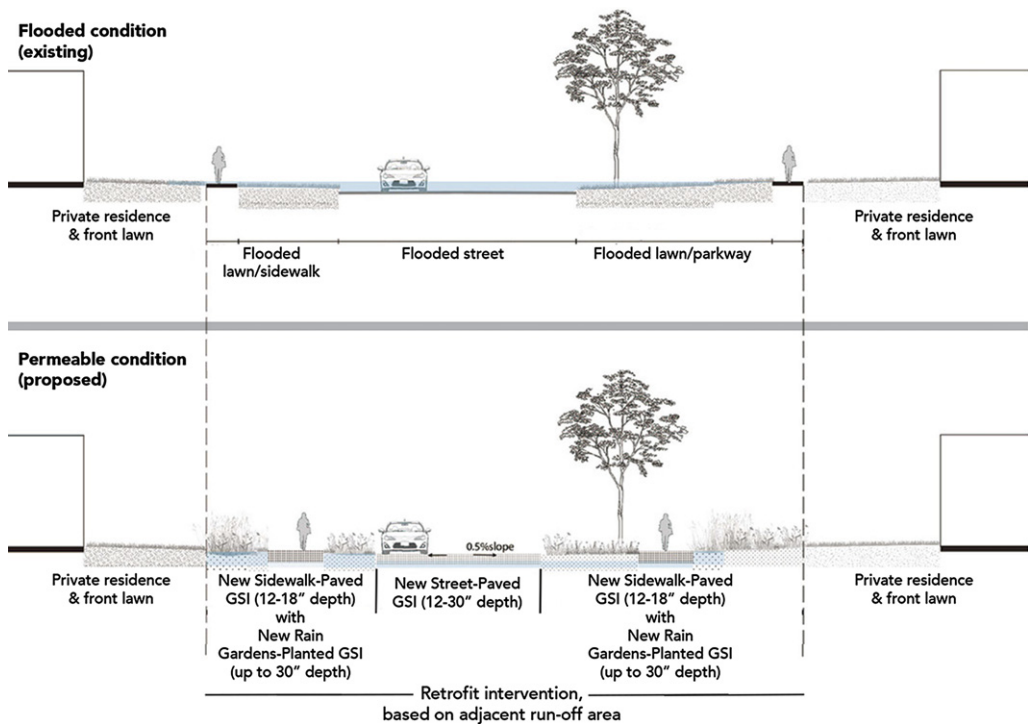 Flooded condition
(existing)
Private residence
& front lawn
Flooded
lawn/sidewalk
Flooded street
Flooded lawn/parkway
Private residence
& front lawn
Permeable condition
(proposed)
0.5%slope
Private residence
& front lawn
New Sidewalk-Paved
GSI (12-18” depth)
with
New Rain
Gardens-Planted GSI
(up to 30” depth)
New Street-Paved
GSI (12-30” depth)
New Sidewalk-Paved
GSI (12-18” depth)
with
New Rain
Gardens-Planted GSI
(up to 30” depth)
Private residence
& front lawn
Retrofit intervention,
based on adjacent run-off area